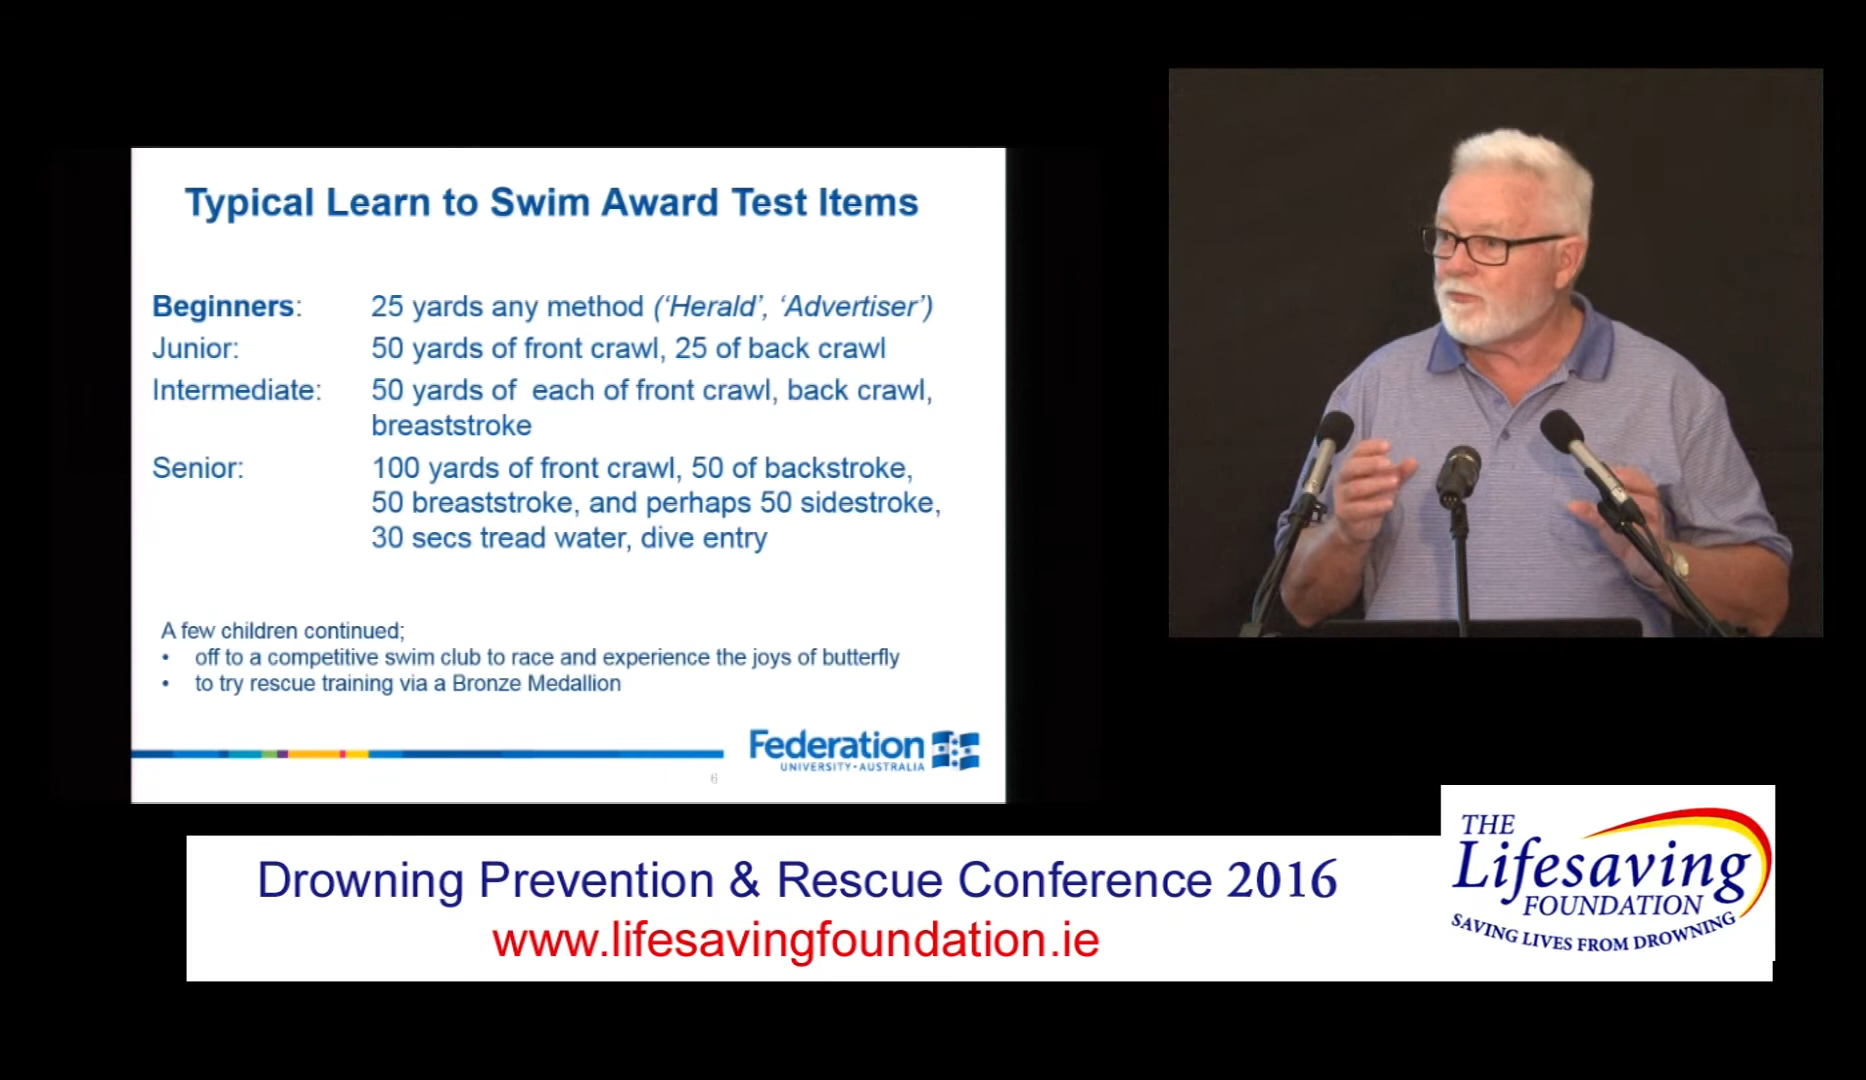 Typical Learn to Swim Award Test Items
Beginners: 25 yards any method (‘Herald’, ‘Advertiser’)
Junior: 50 yards of front crawl, 25 of back crawl
Intermediate: 50 yards of each of front crawl, back crawl,
breaststroke
Senior: 100 yards of front crawl, 50 of backstroke,
50 breaststroke, and perhaps 50 sidestroke,
30 secs tread water, dive entry
A few children continued;
• off to a competitive swim club to race and experience the joys of butterfly
• to try rescue training via a Bronze Medallion
Federation
UNIVERSITY • AUSTRALIA
6
Drowning Prevention & Rescue Conference 2016
www.lifesavingfoundation.ie
THE
Lifesaving
FOUNDATION
SAVING LIVES FROM DROWNING